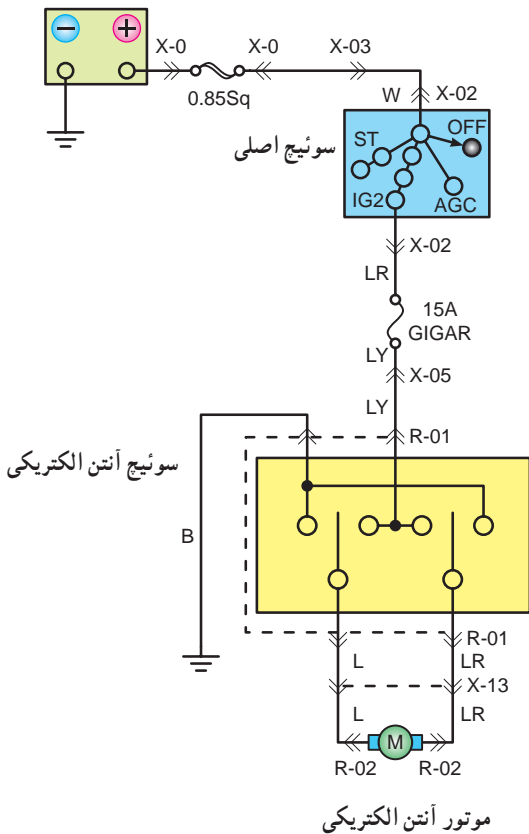 − +
X-0 X-0 X-03
0.85Sq
W X-02
سوئیچ اصلی
ST OFF
IG2 AGC
X-02
LR
15A
GIGAR
LY
X-05
LY
R-01
سوئیچ آنتن الکتریکی
B
R-01
L LR
X-13
L LR
M
R-02 R-02
موتور آنتن الکتریکی